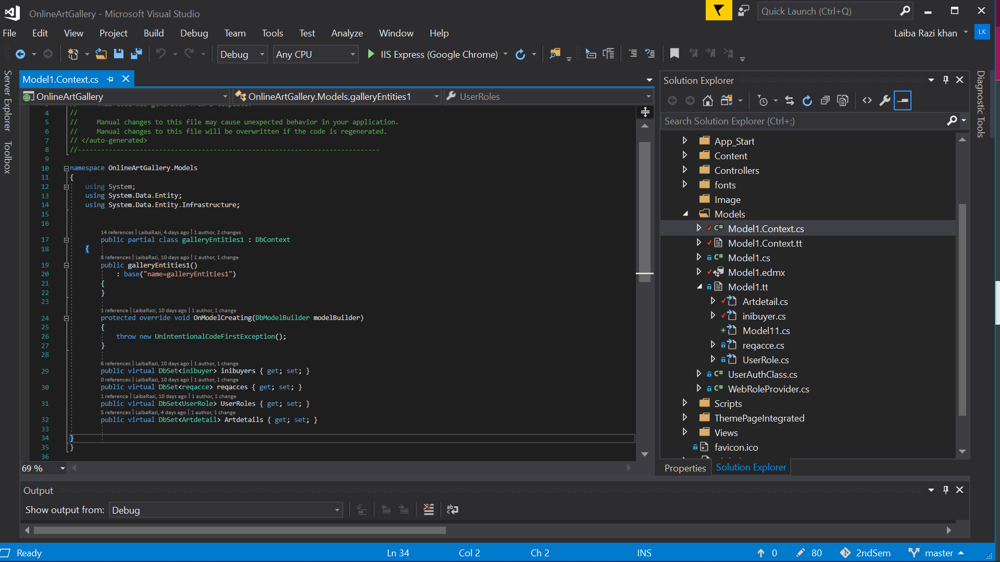 OnlineArtGallery - Microsoft Visual Studio
Quick Launch (Ctrl+Q)
File Edit View Project Build Debug Team Tools Test Analyze Window Help
Laiba Razi khan
LK
Debug Any CPU IIS Express (Google Chrome)
Server Explorer
Toolbox
Model1.Context.cs
OnlineArtGallery OnlineArtGallery.Models.galleryEntities1 UserRoles
4 //
5 //     Manual changes to this file may cause unexpected behavior in your application.
6 //     Manual changes to this file will be overwritten if the code is regenerated.
7 // </auto-generated>
8 //------------------------------------------------------------------------------
9
10 namespace OnlineArtGallery.Models
11 {
12     using System;
13     using System.Data.Entity;
14     using System.Data.Entity.Infrastructure;
15
16
14 references | LaibaRazi, 4 days ago | 1 author, 2 changes
17 public partial class galleryEntities1 : DbContext
18 {
8 references | LaibaRazi, 10 days ago | 1 author, 1 change
19 public galleryEntities1()
20 : base("name=galleryEntities1")
21 {
22 }
23
1 reference | LaibaRazi, 10 days ago | 1 author, 1 change
24 protected override void OnModelCreating(DbModelBuilder modelBuilder)
25 {
26 throw new UnintentionalCodeFirstException();
27 }
28
6 references | LaibaRazi, 10 days ago | 1 author, 1 change
29 public virtual DbSet<inibuyer> inibuyers { get; set; }
0 references | LaibaRazi, 10 days ago | 1 author, 1 change
30 public virtual DbSet<reqacce> reqacces { get; set; }
1 reference | LaibaRazi, 10 days ago | 1 author, 1 change
31 public virtual DbSet<UserRole> UserRoles { get; set; }
5 references | LaibaRazi, 4 days ago | 1 author, 1 change
32 public virtual DbSet<Artdetail> Artdetails { get; set; }
33
34 }
35 }
36
69 %
Solution Explorer
Search Solution Explorer (Ctrl+;)
App_Start
Content
Controllers
fonts
Image
Models
C# Model1.Context.cs
Model1.Context.tt
C# Model1.cs
Model1.edmx
Model1.tt
Artdetail.cs
inibuyer.cs
Model11.cs
reqacce.cs
UserRole.cs
C# UserAuthClass.cs
C# WebRoleProvider.cs
Scripts
ThemePageIntegrated
Views
favicon.ico
Properties Solution Explorer
Diagnostic Tools
Output
Show output from: Debug
Ready Ln 34 Col 2 Ch 2 INS 0 80 2ndSem master